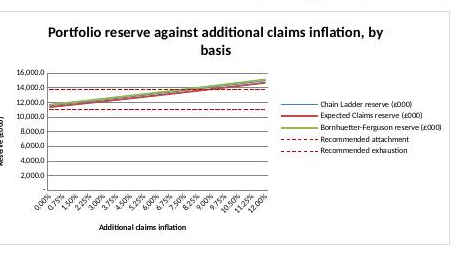 Portfolio reserve against additional claims inflation, by
basis
16,000.0
14,000.0
12,000.0
10,000.0
8,000.0
6,000.0
4,000.0
2,000.0
-
Reserve (£000)
0.00% 0.75% 1.50% 2.25% 3.00% 3.75% 4.50% 5.25% 6.00% 6.75% 7.50% 8.25% 9.00% 9.75% 10.50% 11.25% 12.00%
Additional claims inflation
Chain Ladder reserve (£000)
Expected Claims reserve (£000)
Bornhuetter-Ferguson reserve (£000)
Recommended attachment
Recommended exhaustion